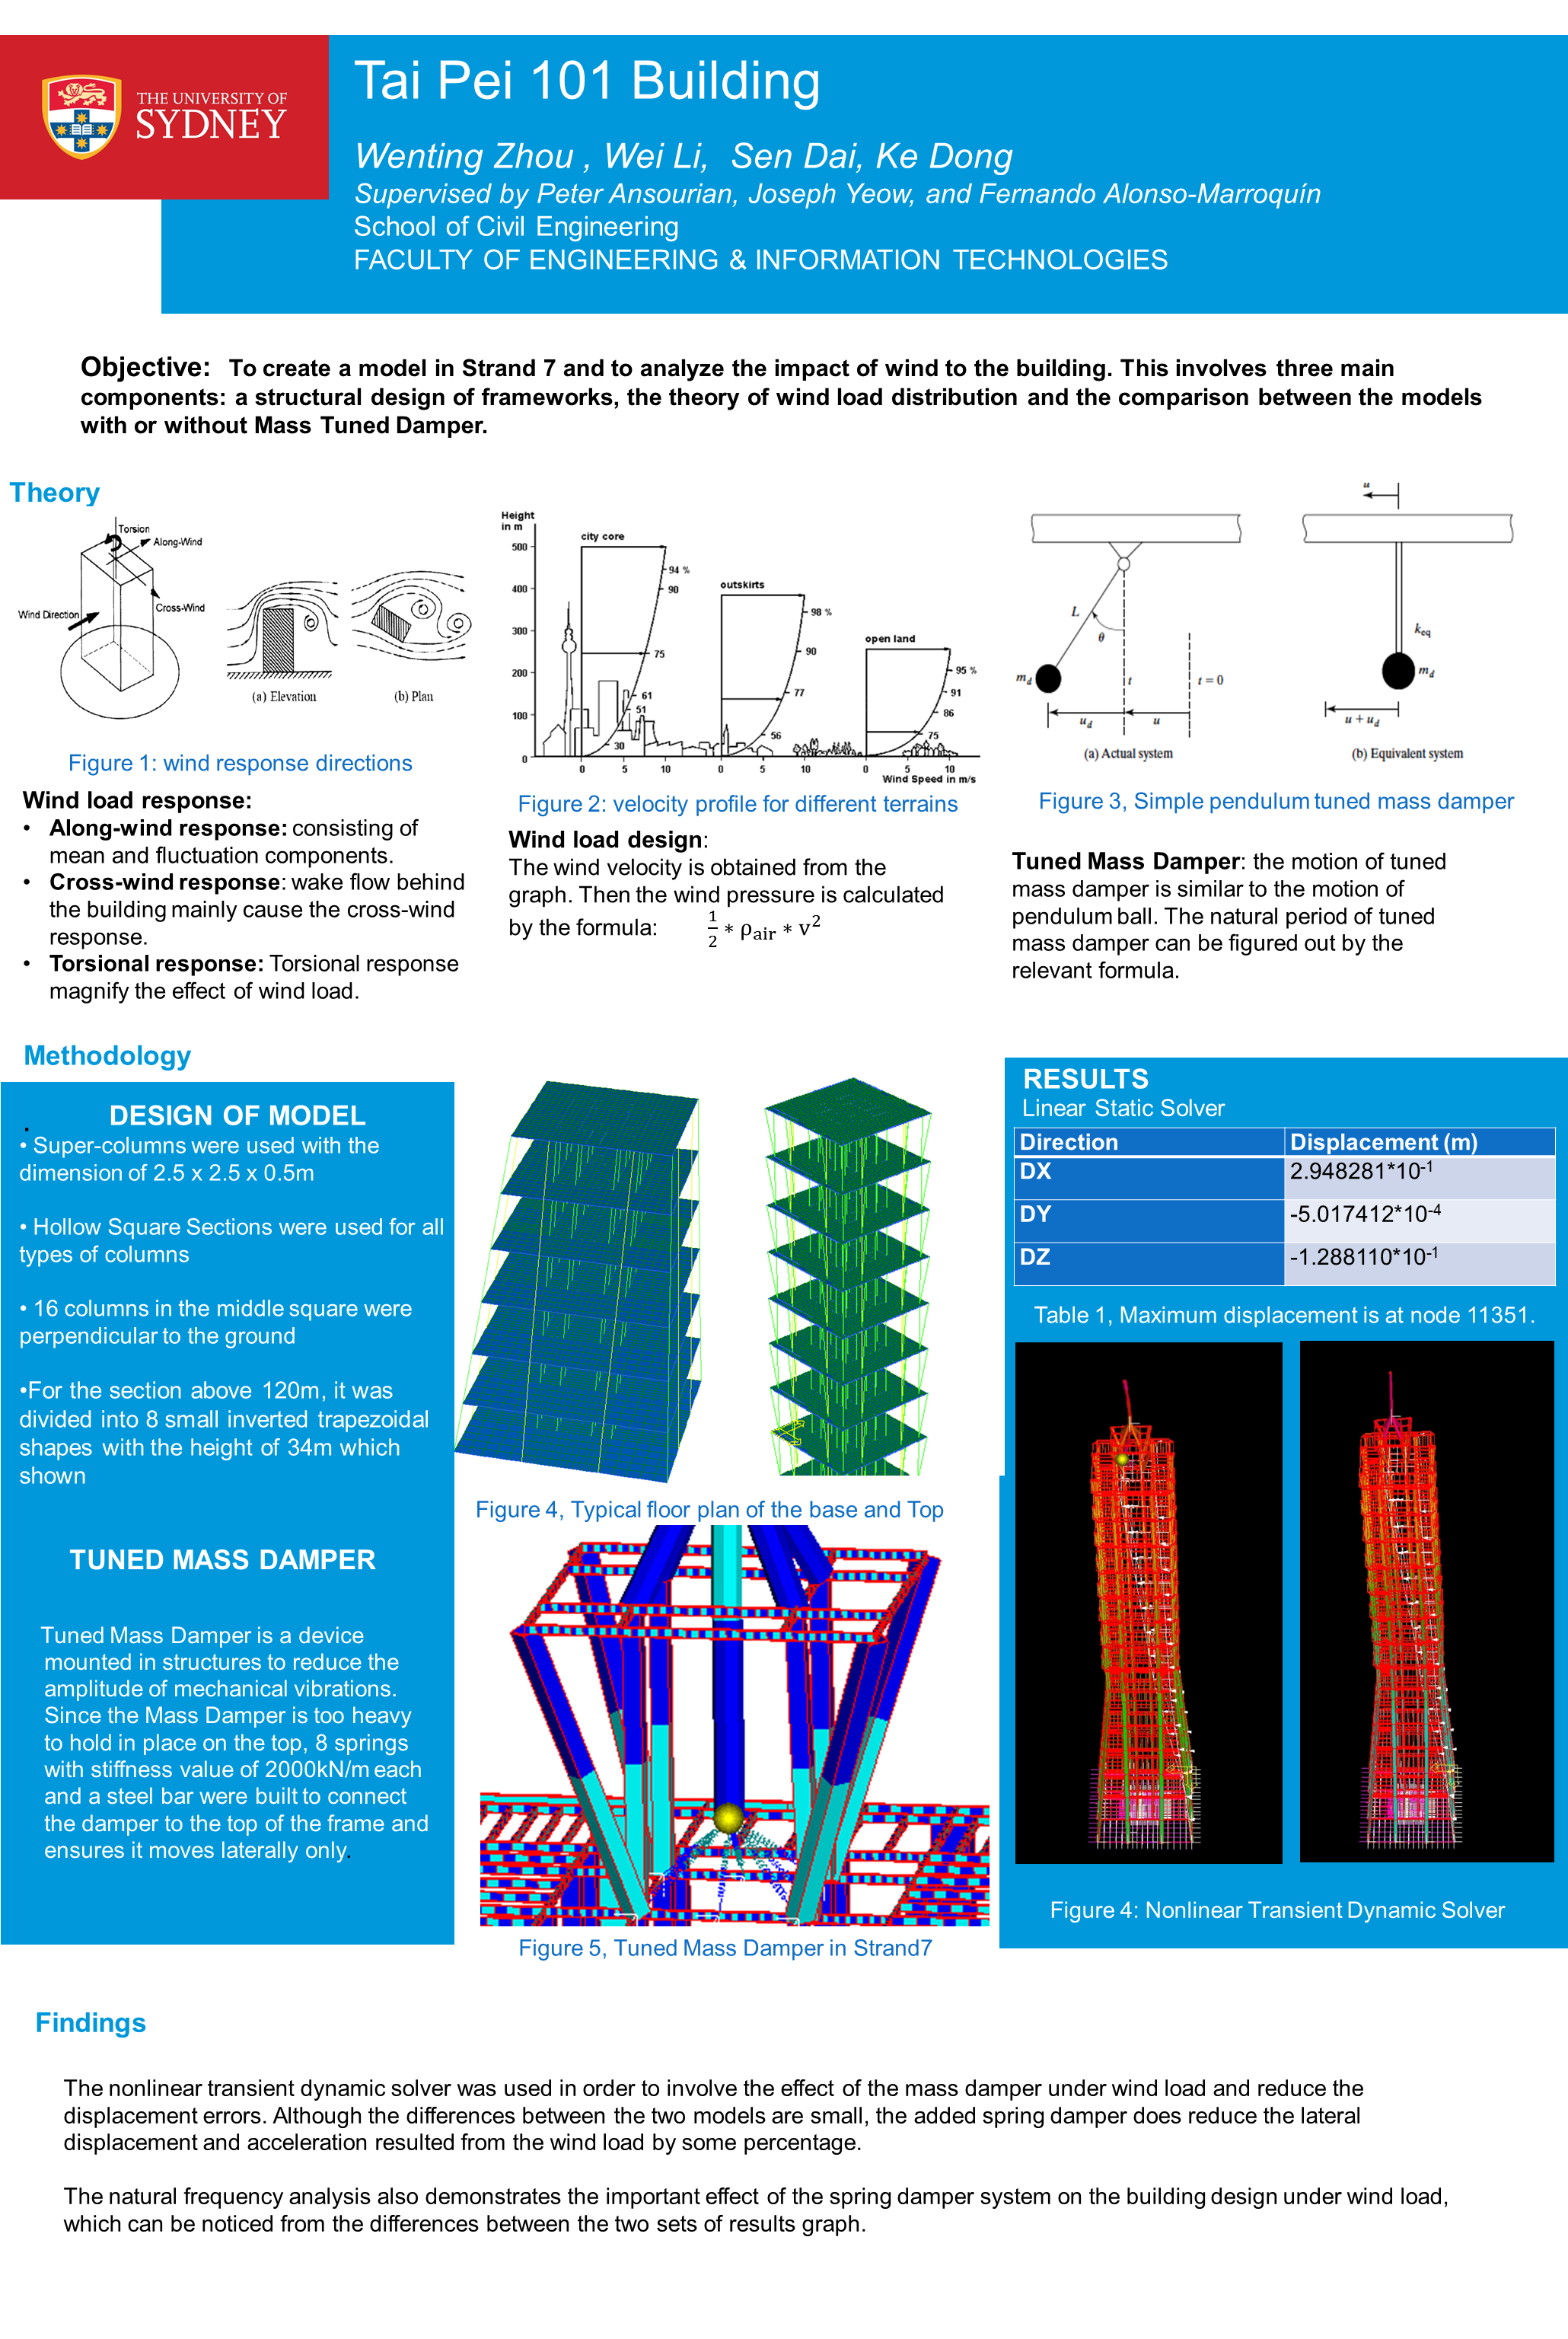 THE UNIVERSITY OF
SYDNEY
Tai Pei 101 Building
Wenting Zhou , Wei Li, Sen Dai, Ke Dong
Supervised by Peter Ansourian, Joseph Yeow, and Fernando Alonso-Marroquín
School of Civil Engineering
FACULTY OF ENGINEERING & INFORMATION TECHNOLOGIES
Objective: To create a model in Strand 7 and to analyze the impact of wind to the building. This involves three main
components: a structural design of frameworks, the theory of wind load distribution and the comparison between the models
with or without Mass Tuned Damper.
Theory
Torsion
Along-Wind
Cross-Wind
Wind Direction
(a) Elevation
(b) Plan
Figure 1: wind response directions
Wind load response:
• Along-wind response: consisting of
mean and fluctuation components.
• Cross-wind response: wake flow behind
the building mainly cause the cross-wind
response.
• Torsional response: Torsional response
magnify the effect of wind load.
Height
in m
500
400
300
200
100
0
city core
94 %
90
75
61
51
30
outskirts
98 %
90
77
56
open land
95 %
91
86
75
0 5 10 0 5 10 0 5 10
Wind Speed in m/s
Figure 2: velocity profile for different terrains
Wind load design:
The wind velocity is obtained from the
graph. Then the wind pressure is calculated
by the formula: 1/2 * ρair * v²
L
θ
md
t
t = 0
ud
u
(a) Actual system
u
keq
md
u + ud
(b) Equivalent system
Figure 3, Simple pendulum tuned mass damper
Tuned Mass Damper: the motion of tuned
mass damper is similar to the motion of
pendulum ball. The natural period of tuned
mass damper can be figured out by the
relevant formula.
Methodology
. DESIGN OF MODEL
• Super-columns were used with the
dimension of 2.5 x 2.5 x 0.5m
• Hollow Square Sections were used for all
types of columns
• 16 columns in the middle square were
perpendicular to the ground
•For the section above 120m, it was
divided into 8 small inverted trapezoidal
shapes with the height of 34m which
shown
TUNED MASS DAMPER
Tuned Mass Damper is a device
mounted in structures to reduce the
amplitude of mechanical vibrations.
Since the Mass Damper is too heavy
to hold in place on the top, 8 springs
with stiffness value of 2000kN/m each
and a steel bar were built to connect
the damper to the top of the frame and
ensures it moves laterally only.
Figure 4, Typical floor plan of the base and Top
Figure 5, Tuned Mass Damper in Strand7
RESULTS
Linear Static Solver
Direction Displacement (m)
DX 2.948281*10⁻¹
DY -5.017412*10⁻⁴
DZ -1.288110*10⁻¹
Table 1, Maximum displacement is at node 11351.
Figure 4: Nonlinear Transient Dynamic Solver
Findings
The nonlinear transient dynamic solver was used in order to involve the effect of the mass damper under wind load and reduce the
displacement errors. Although the differences between the two models are small, the added spring damper does reduce the lateral
displacement and acceleration resulted from the wind load by some percentage.
The natural frequency analysis also demonstrates the important effect of the spring damper system on the building design under wind load,
which can be noticed from the differences between the two sets of results graph.